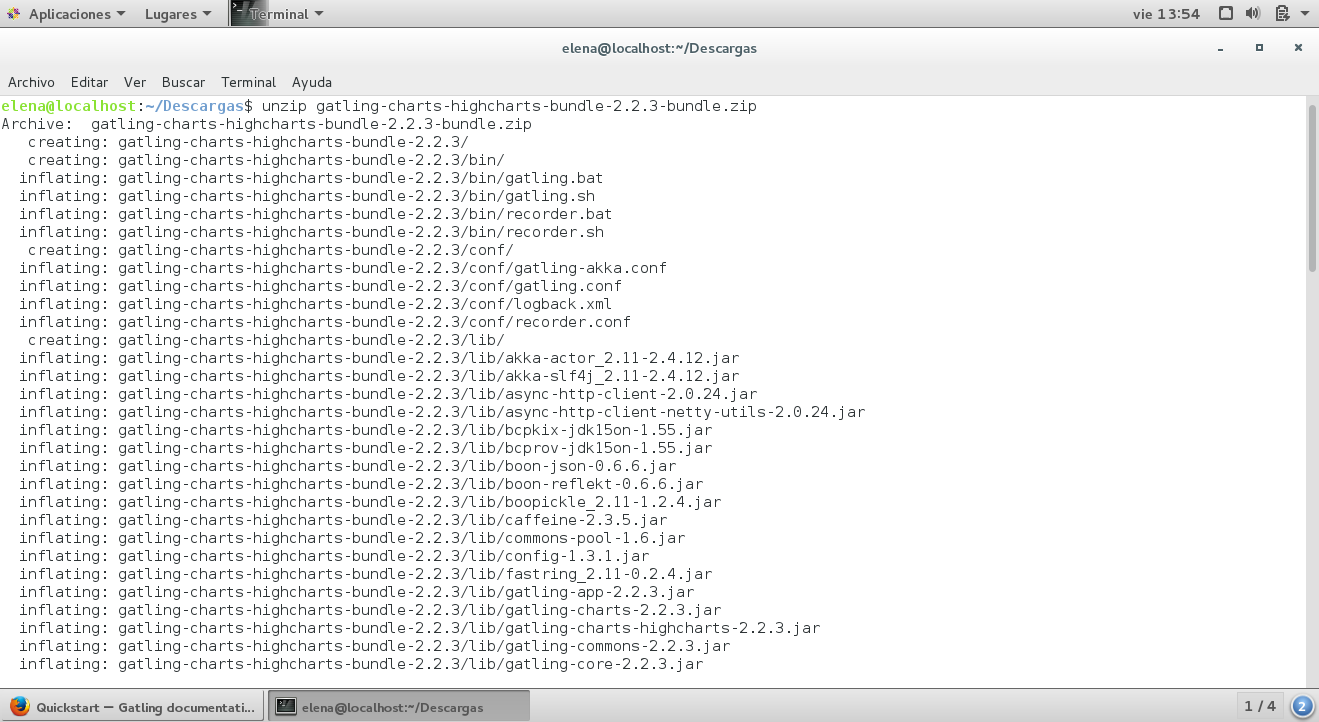 Aplicaciones Lugares Terminal vie 13:54
elena@localhost:~/Descargas
Archivo Editar Ver Buscar Terminal Ayuda
elena@localhost:~/Descargas$ unzip gatling-charts-highcharts-bundle-2.2.3-bundle.zip
Archive:  gatling-charts-highcharts-bundle-2.2.3-bundle.zip
   creating: gatling-charts-highcharts-bundle-2.2.3/
   creating: gatling-charts-highcharts-bundle-2.2.3/bin/
  inflating: gatling-charts-highcharts-bundle-2.2.3/bin/gatling.bat
  inflating: gatling-charts-highcharts-bundle-2.2.3/bin/gatling.sh
  inflating: gatling-charts-highcharts-bundle-2.2.3/bin/recorder.bat
  inflating: gatling-charts-highcharts-bundle-2.2.3/bin/recorder.sh
   creating: gatling-charts-highcharts-bundle-2.2.3/conf/
  inflating: gatling-charts-highcharts-bundle-2.2.3/conf/gatling-akka.conf
  inflating: gatling-charts-highcharts-bundle-2.2.3/conf/gatling.conf
  inflating: gatling-charts-highcharts-bundle-2.2.3/conf/logback.xml
  inflating: gatling-charts-highcharts-bundle-2.2.3/conf/recorder.conf
   creating: gatling-charts-highcharts-bundle-2.2.3/lib/
  inflating: gatling-charts-highcharts-bundle-2.2.3/lib/akka-actor_2.11-2.4.12.jar
  inflating: gatling-charts-highcharts-bundle-2.2.3/lib/akka-slf4j_2.11-2.4.12.jar
  inflating: gatling-charts-highcharts-bundle-2.2.3/lib/async-http-client-2.0.24.jar
  inflating: gatling-charts-highcharts-bundle-2.2.3/lib/async-http-client-netty-utils-2.0.24.jar
  inflating: gatling-charts-highcharts-bundle-2.2.3/lib/bcpkix-jdk15on-1.55.jar
  inflating: gatling-charts-highcharts-bundle-2.2.3/lib/bcprov-jdk15on-1.55.jar
  inflating: gatling-charts-highcharts-bundle-2.2.3/lib/boon-json-0.6.6.jar
  inflating: gatling-charts-highcharts-bundle-2.2.3/lib/boon-reflekt-0.6.6.jar
  inflating: gatling-charts-highcharts-bundle-2.2.3/lib/boopickle_2.11-1.2.4.jar
  inflating: gatling-charts-highcharts-bundle-2.2.3/lib/caffeine-2.3.5.jar
  inflating: gatling-charts-highcharts-bundle-2.2.3/lib/commons-pool-1.6.jar
  inflating: gatling-charts-highcharts-bundle-2.2.3/lib/config-1.3.1.jar
  inflating: gatling-charts-highcharts-bundle-2.2.3/lib/fastring_2.11-0.2.4.jar
  inflating: gatling-charts-highcharts-bundle-2.2.3/lib/gatling-app-2.2.3.jar
  inflating: gatling-charts-highcharts-bundle-2.2.3/lib/gatling-charts-2.2.3.jar
  inflating: gatling-charts-highcharts-bundle-2.2.3/lib/gatling-charts-highcharts-2.2.3.jar
  inflating: gatling-charts-highcharts-bundle-2.2.3/lib/gatling-commons-2.2.3.jar
  inflating: gatling-charts-highcharts-bundle-2.2.3/lib/gatling-core-2.2.3.jar
Quickstart — Gatling documentati... elena@localhost:~/Descargas 1 / 4 2